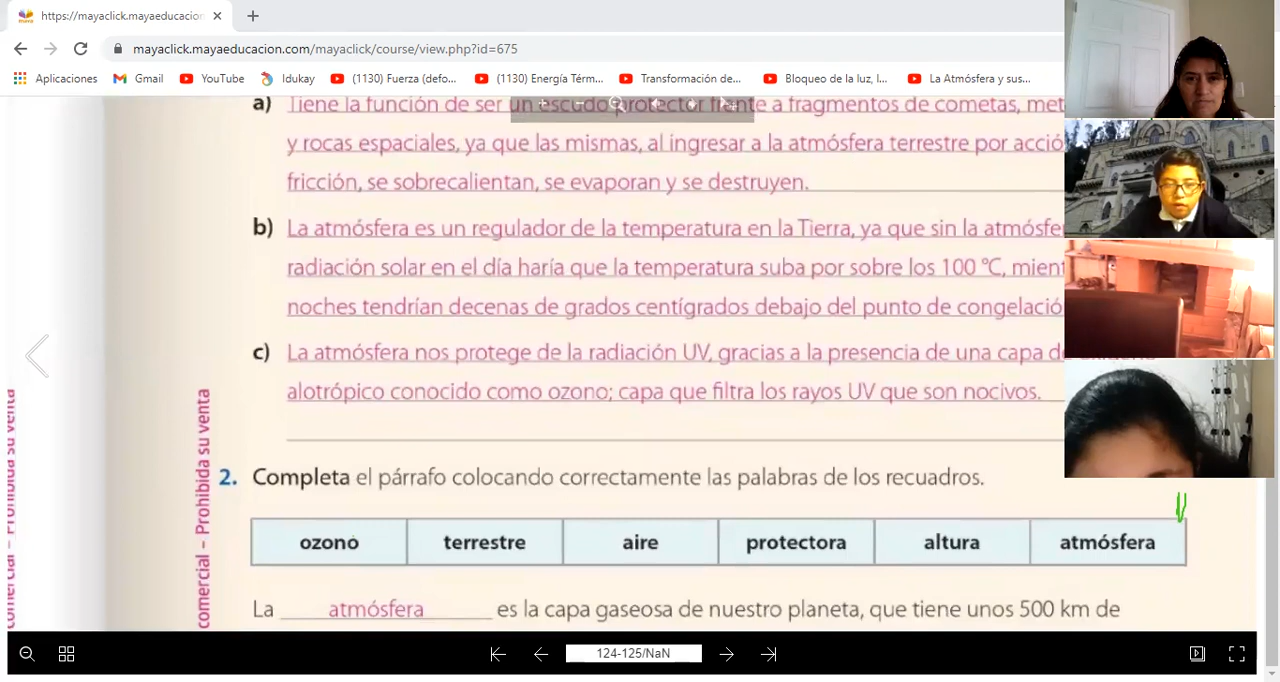 https://mayaclick.mayaeducacion
mayaclick.mayaeducacion.com/mayaclick/course/view.php?id=675
Aplicaciones Gmail YouTube Idukay (1130) Fuerza (defo... (1130) Energía Térm... Transformación de... Bloqueo de la luz, l... La Atmósfera y sus...
a) Tiene la función de ser un escudo protector frente a fragmentos de cometas,
y rocas espaciales, ya que las mismas, al ingresar a la atmósfera terrestre por
fricción, se sobrecalientan, se evaporan y se destruyen.
b) La atmósfera es un regulador de la temperatura en la Tierra, ya que sin la
radiación solar en el día haría que la temperatura suba por sobre los 100 °C,
noches tendrían decenas de grados centígrados debajo del punto de
c) La atmósfera nos protege de la radiación UV, gracias a la presencia de una capa
alotrópico conocido como ozono; capa que filtra los rayos UV que son nocivos.
comercial – Prohibida su venta
2. Completa el párrafo colocando correctamente las palabras de los recuadros.
ozono terrestre aire protectora altura atmósfera
La atmósfera es la capa gaseosa de nuestro planeta, que tiene unos 500 km de
124-125/NaN